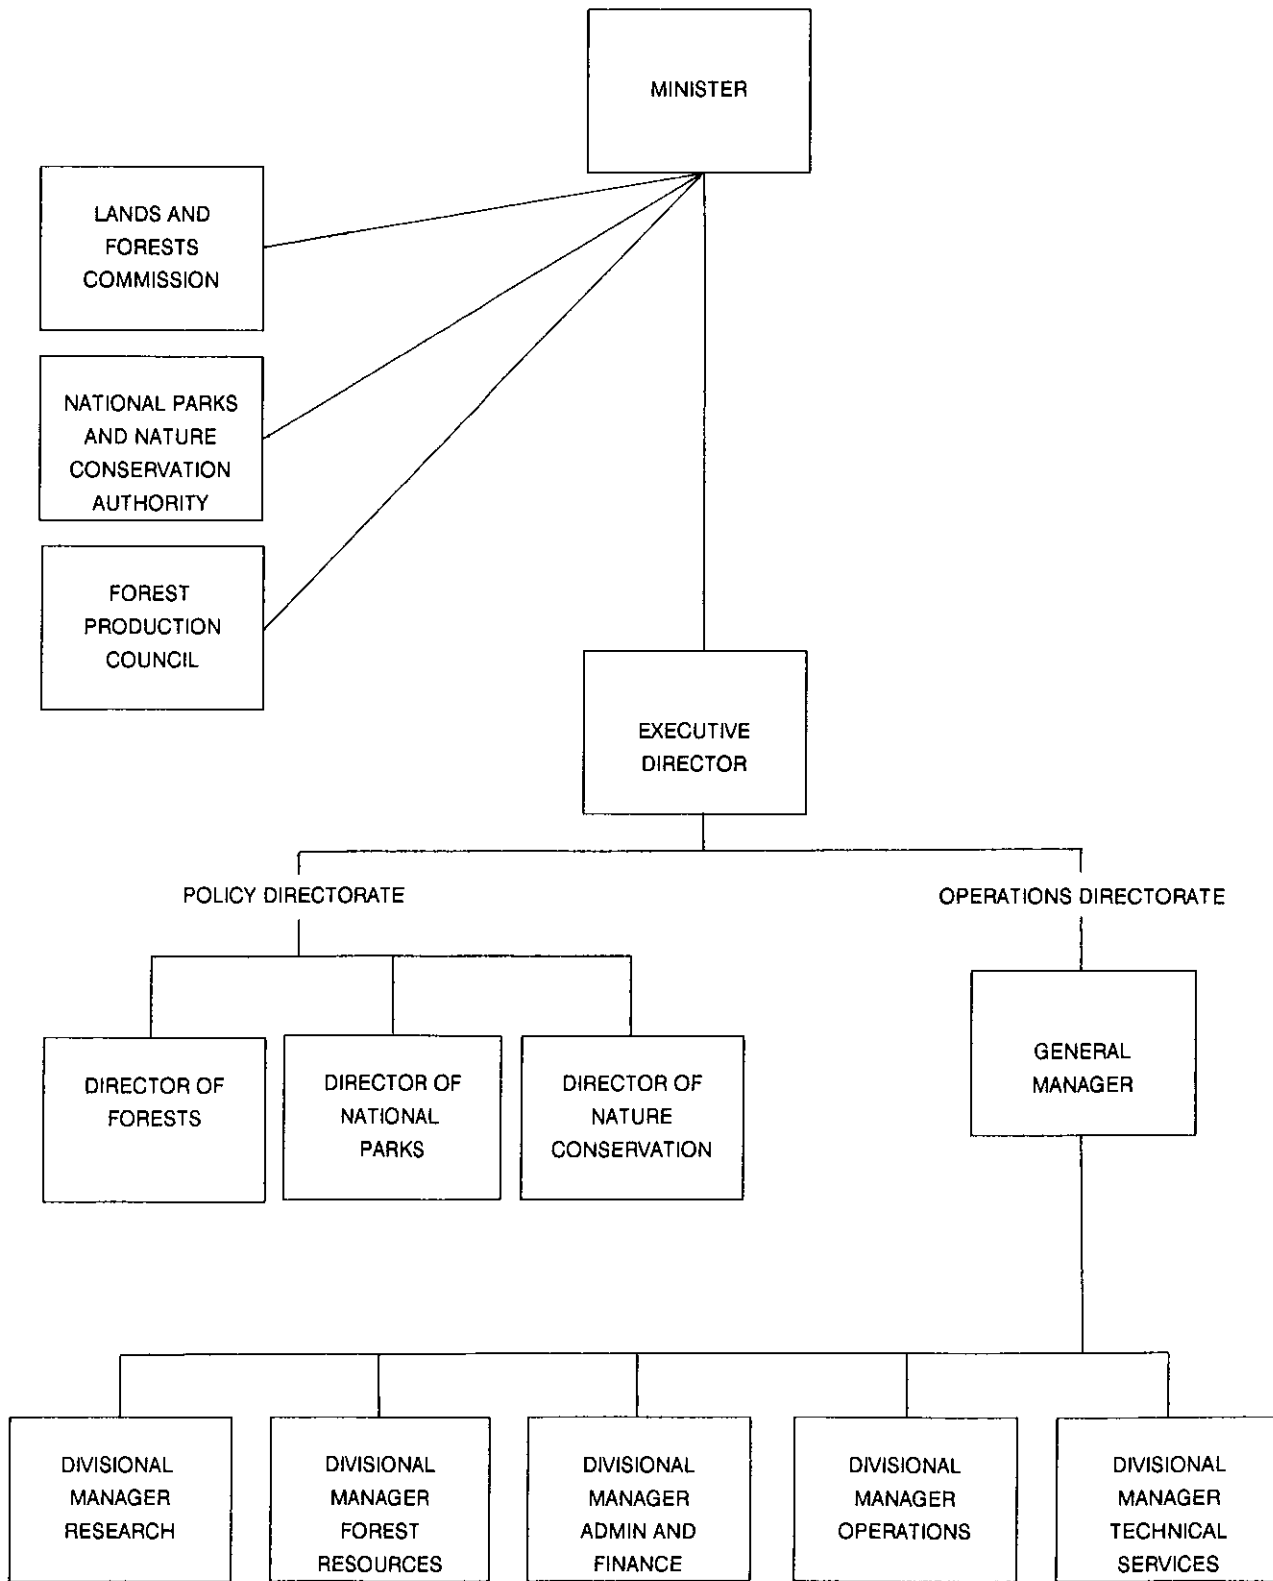 MINISTER
LANDS AND
FORESTS
COMMISSION
NATIONAL PARKS
AND NATURE
CONSERVATION
AUTHORITY
FOREST
PRODUCTION
COUNCIL
EXECUTIVE
DIRECTOR
POLICY DIRECTORATE
OPERATIONS DIRECTORATE
DIRECTOR OF
FORESTS
DIRECTOR OF
NATIONAL
PARKS
DIRECTOR OF
NATURE
CONSERVATION
GENERAL
MANAGER
DIVISIONAL
MANAGER
RESEARCH
DIVISIONAL
MANAGER
FOREST
RESOURCES
DIVISIONAL
MANAGER
ADMIN AND
FINANCE
DIVISIONAL
MANAGER
OPERATIONS
DIVISIONAL
MANAGER
TECHNICAL
SERVICES